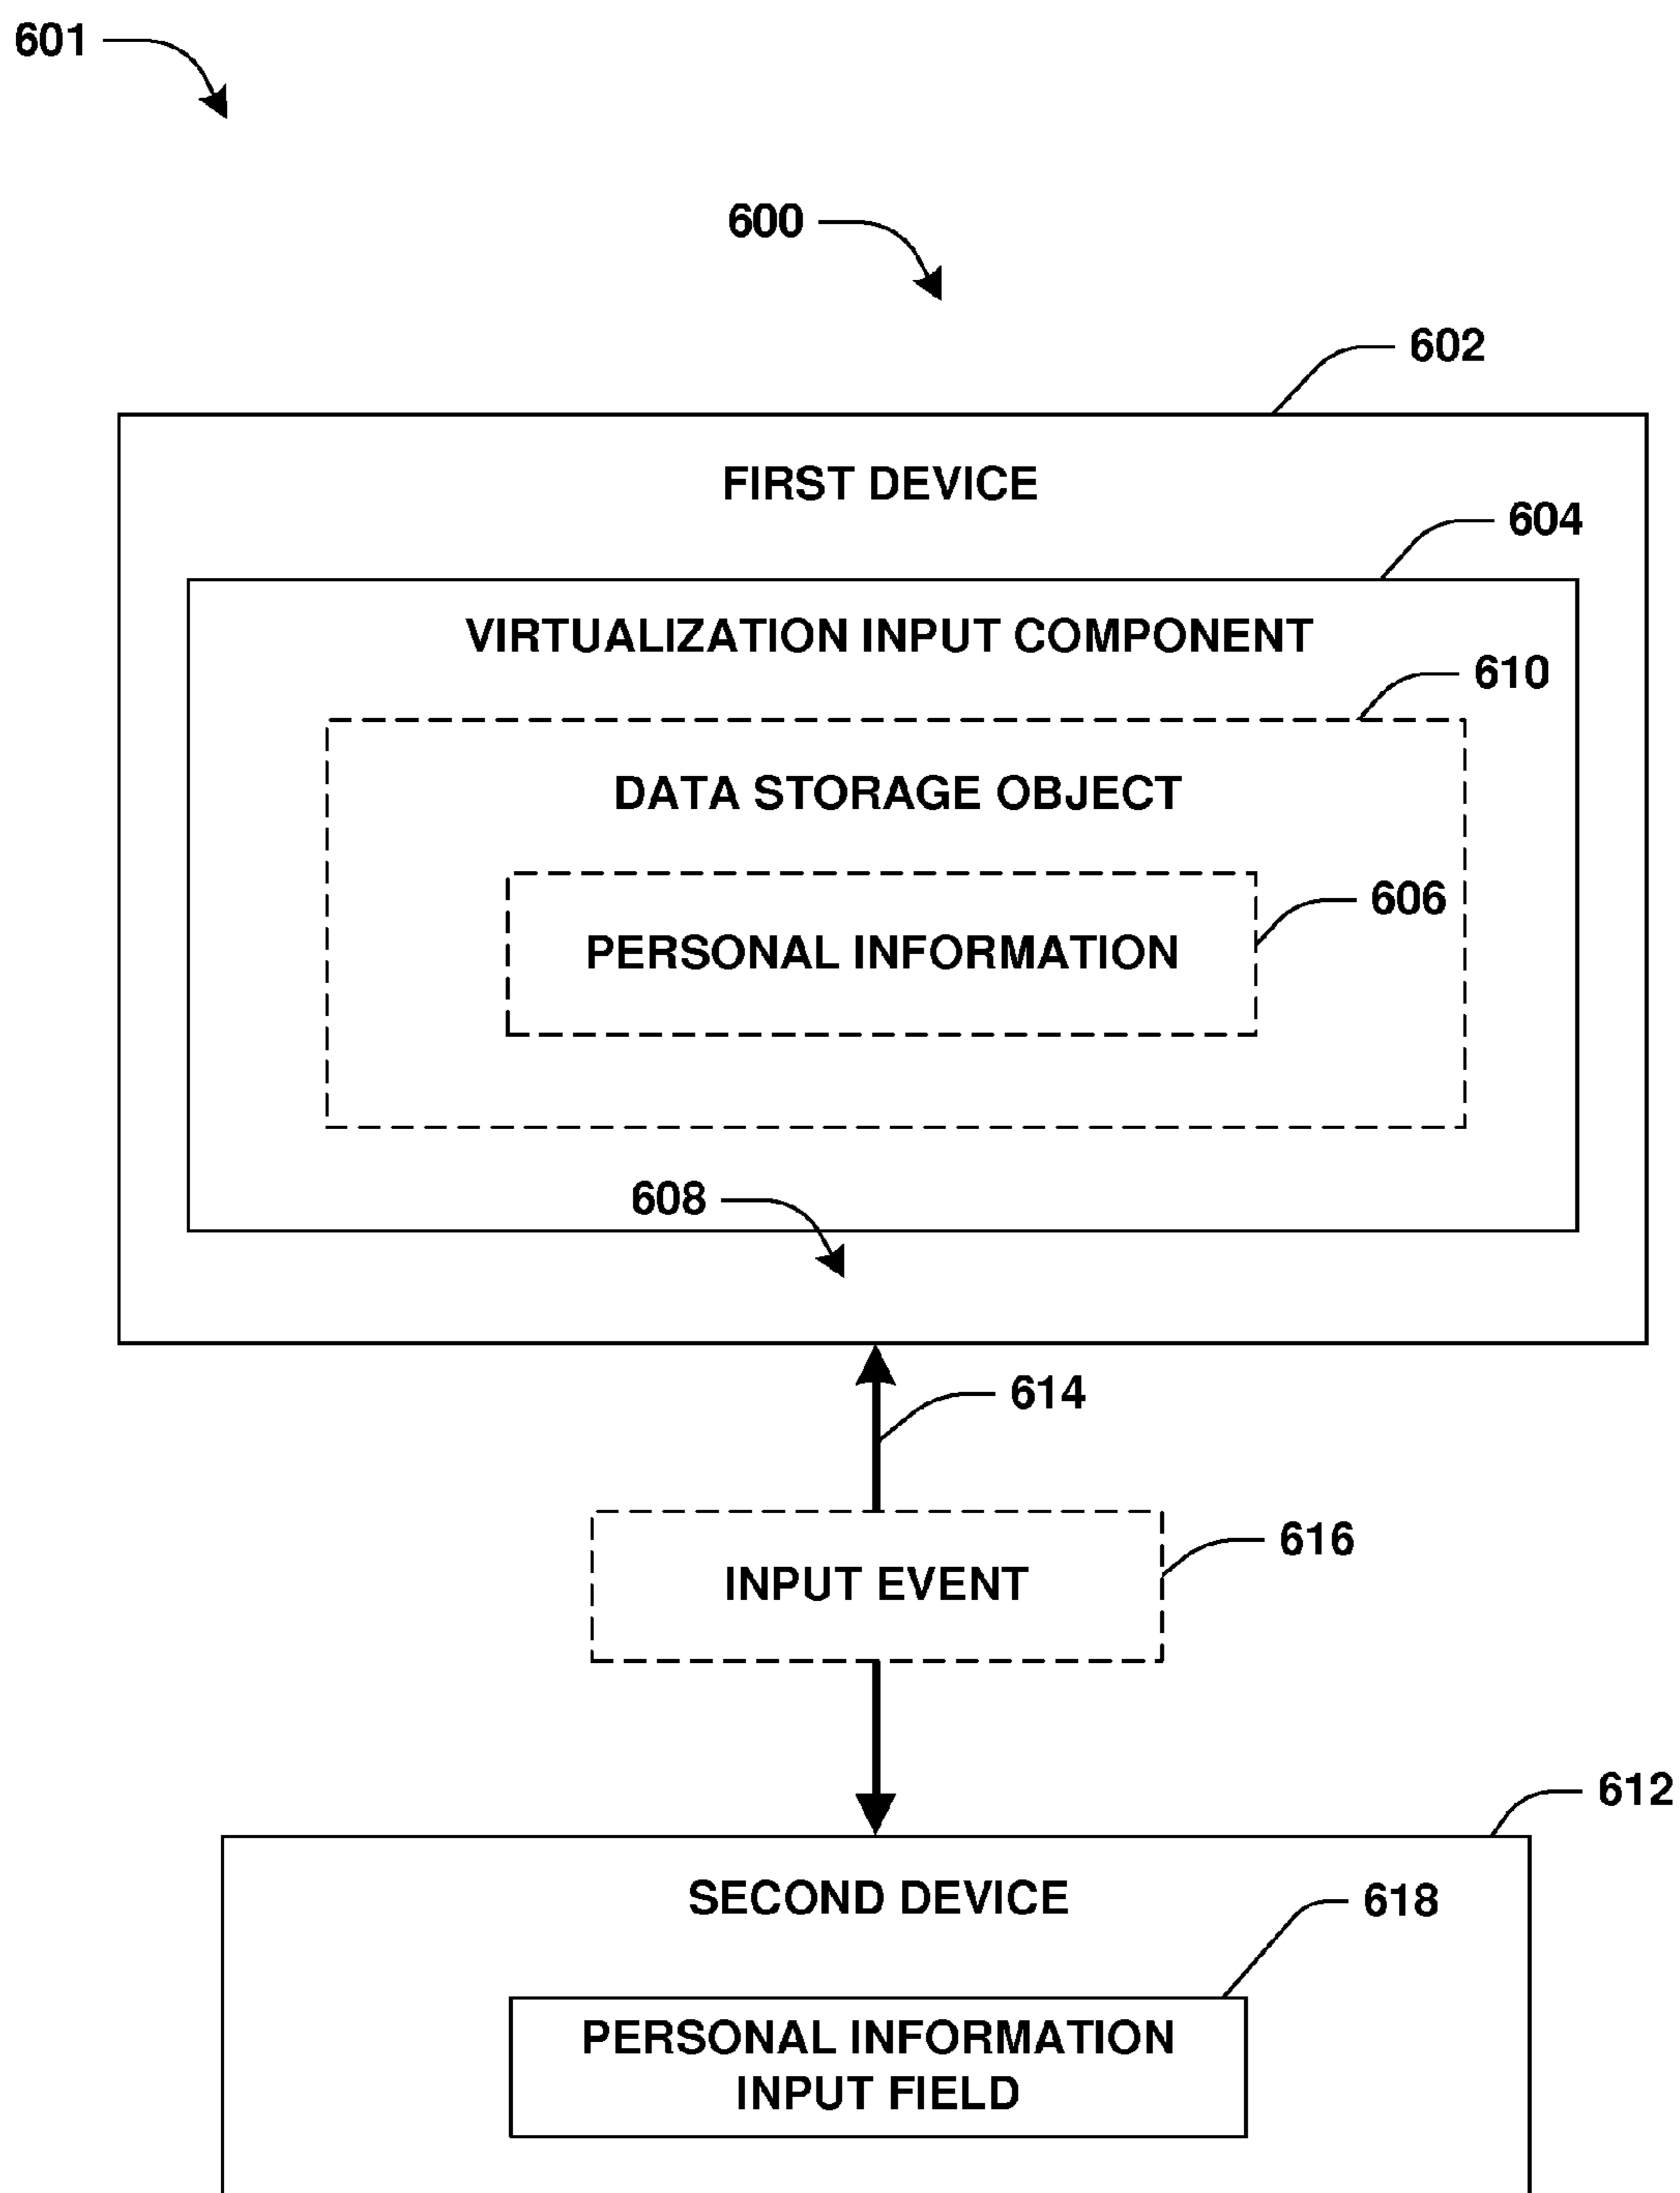 601
600
602
FIRST DEVICE
604
VIRTUALIZATION INPUT COMPONENT
610
DATA STORAGE OBJECT
606
PERSONAL INFORMATION
608
614
616
INPUT EVENT
612
SECOND DEVICE
618
PERSONAL INFORMATION
INPUT FIELD